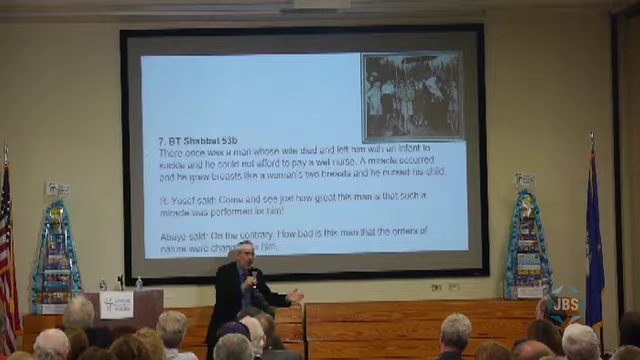 7. BT Shabbat 53b
There once was a man whose wife died and left him with an infant to
suckle and he could not afford to pay a wet nurse. A miracle occurred
and he grew breasts like a woman's two breasts and he nursed his child.
R. Yosef said: Come and see just how great this man is that such a
miracle was performed for him!
Abaye said: On the contrary. How bad is this man that the orders of
nature were chang him.
JBS